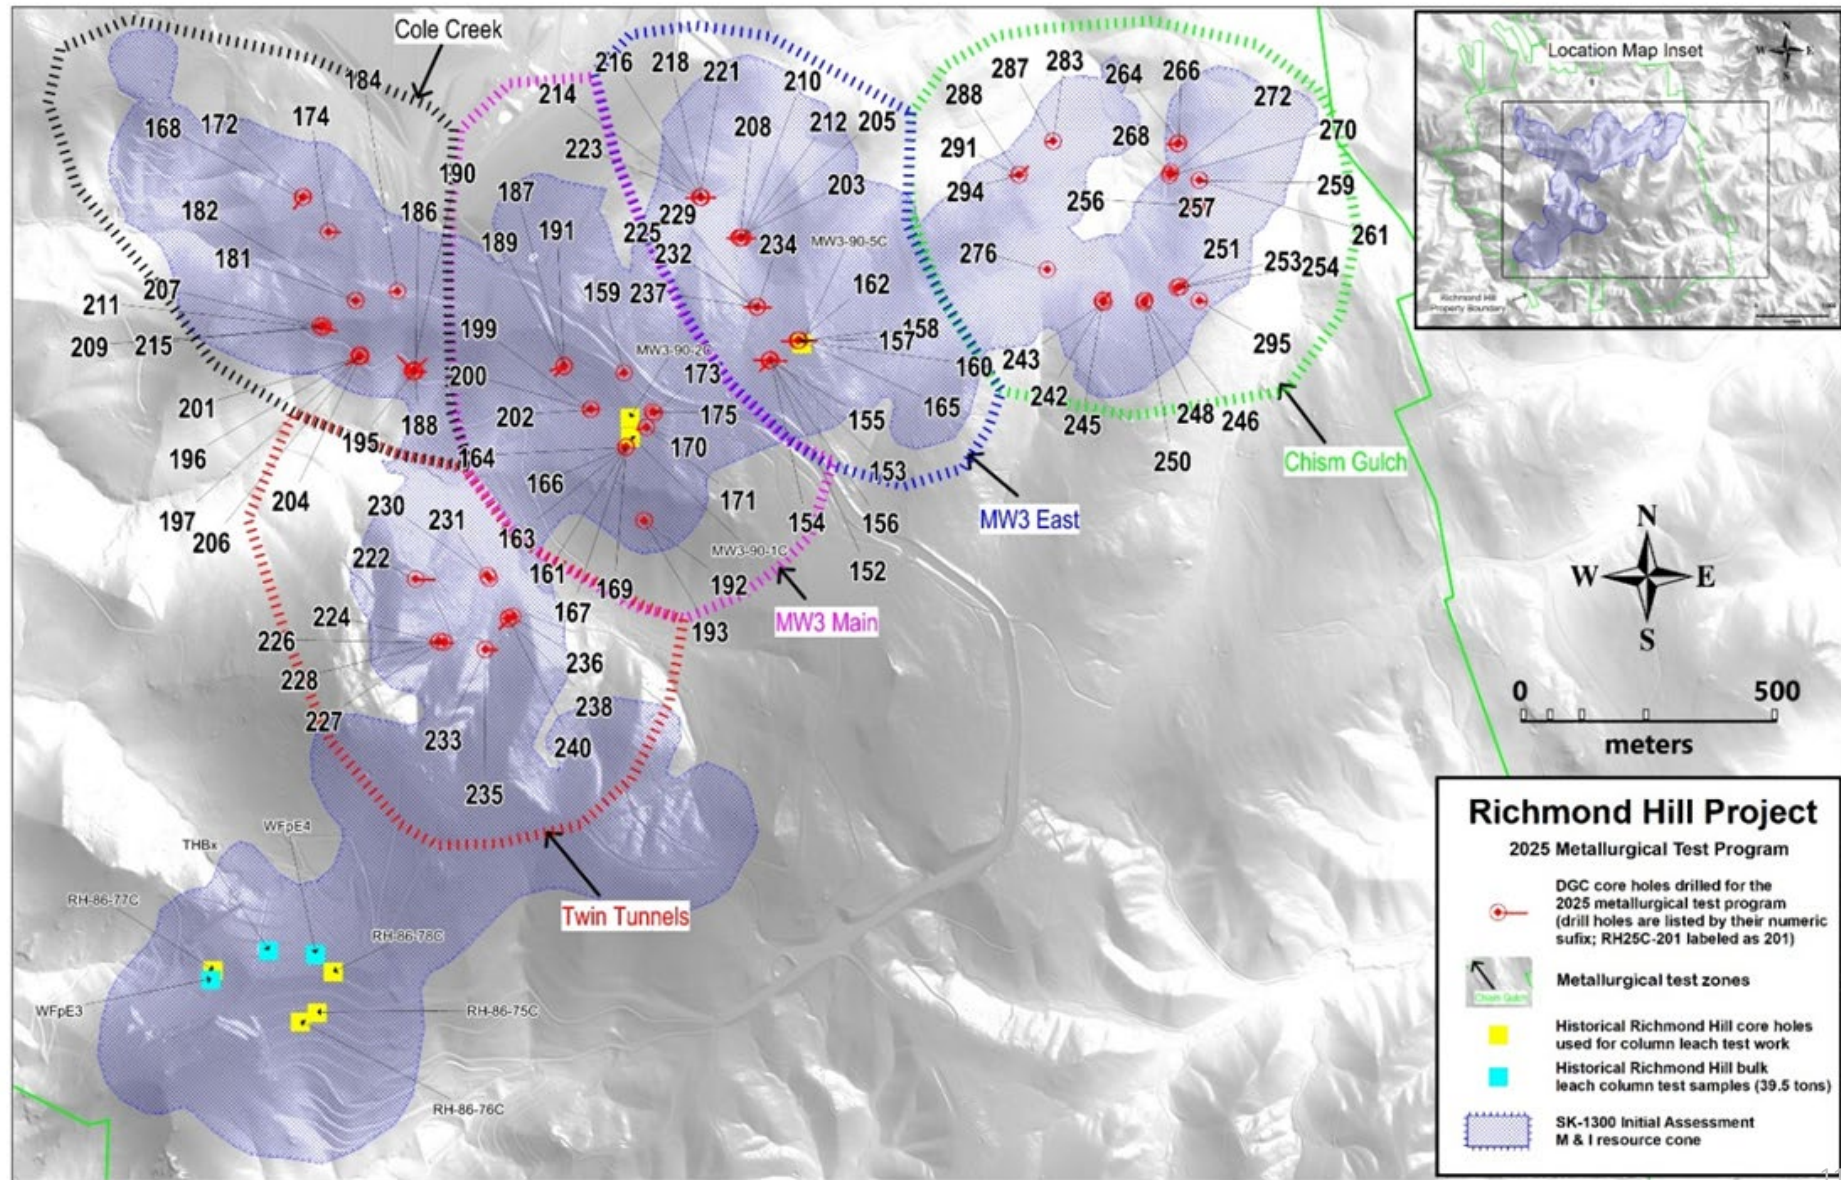 Cole Creek
184
216
218
221
210
287
283
264
266
288
272
214
168
172
174
208
212
205
268
270
223
291
190
187
203
294
259
182
186
229
256
257
225
234
MW3-90-5C
261
189
191
232
251
181
276
253
254
207
159
237
162
211
199
158
157
209
215
MW3-90-2C
295
173
160
243
200
201
202
175
155
165
242
248
246
188
245
195
164
170
196
153
250
Chism Gulch
166
204
230
171
197
231
154
156
MW3 East
206
163
MW3-90-1C
222
161
169
192
152
224
167
MW3 Main
193
226
236
228
238
227
233
240
235
WFpE4
THBx
RH-86-77C
Twin Tunnels
RH-86-78C
WFpE3
RH-86-75C
RH-86-76C
Location Map Inset
N
W
E
Richmond Hill
Property Boundary
N
W
E
S
0
500
meters
Richmond Hill Project
2025 Metallurgical Test Program
DGC core holes drilled for the
2025 metallurgical test program
(drill holes are listed by their numeric
sufix; RH25C-201 labeled as 201)
Metallurgical test zones
Chism Gulch
Historical Richmond Hill core holes
used for column leach test work
Historical Richmond Hill bulk
leach column test samples (39.5 tons)
SK-1300 Initial Assessment
M & I resource cone